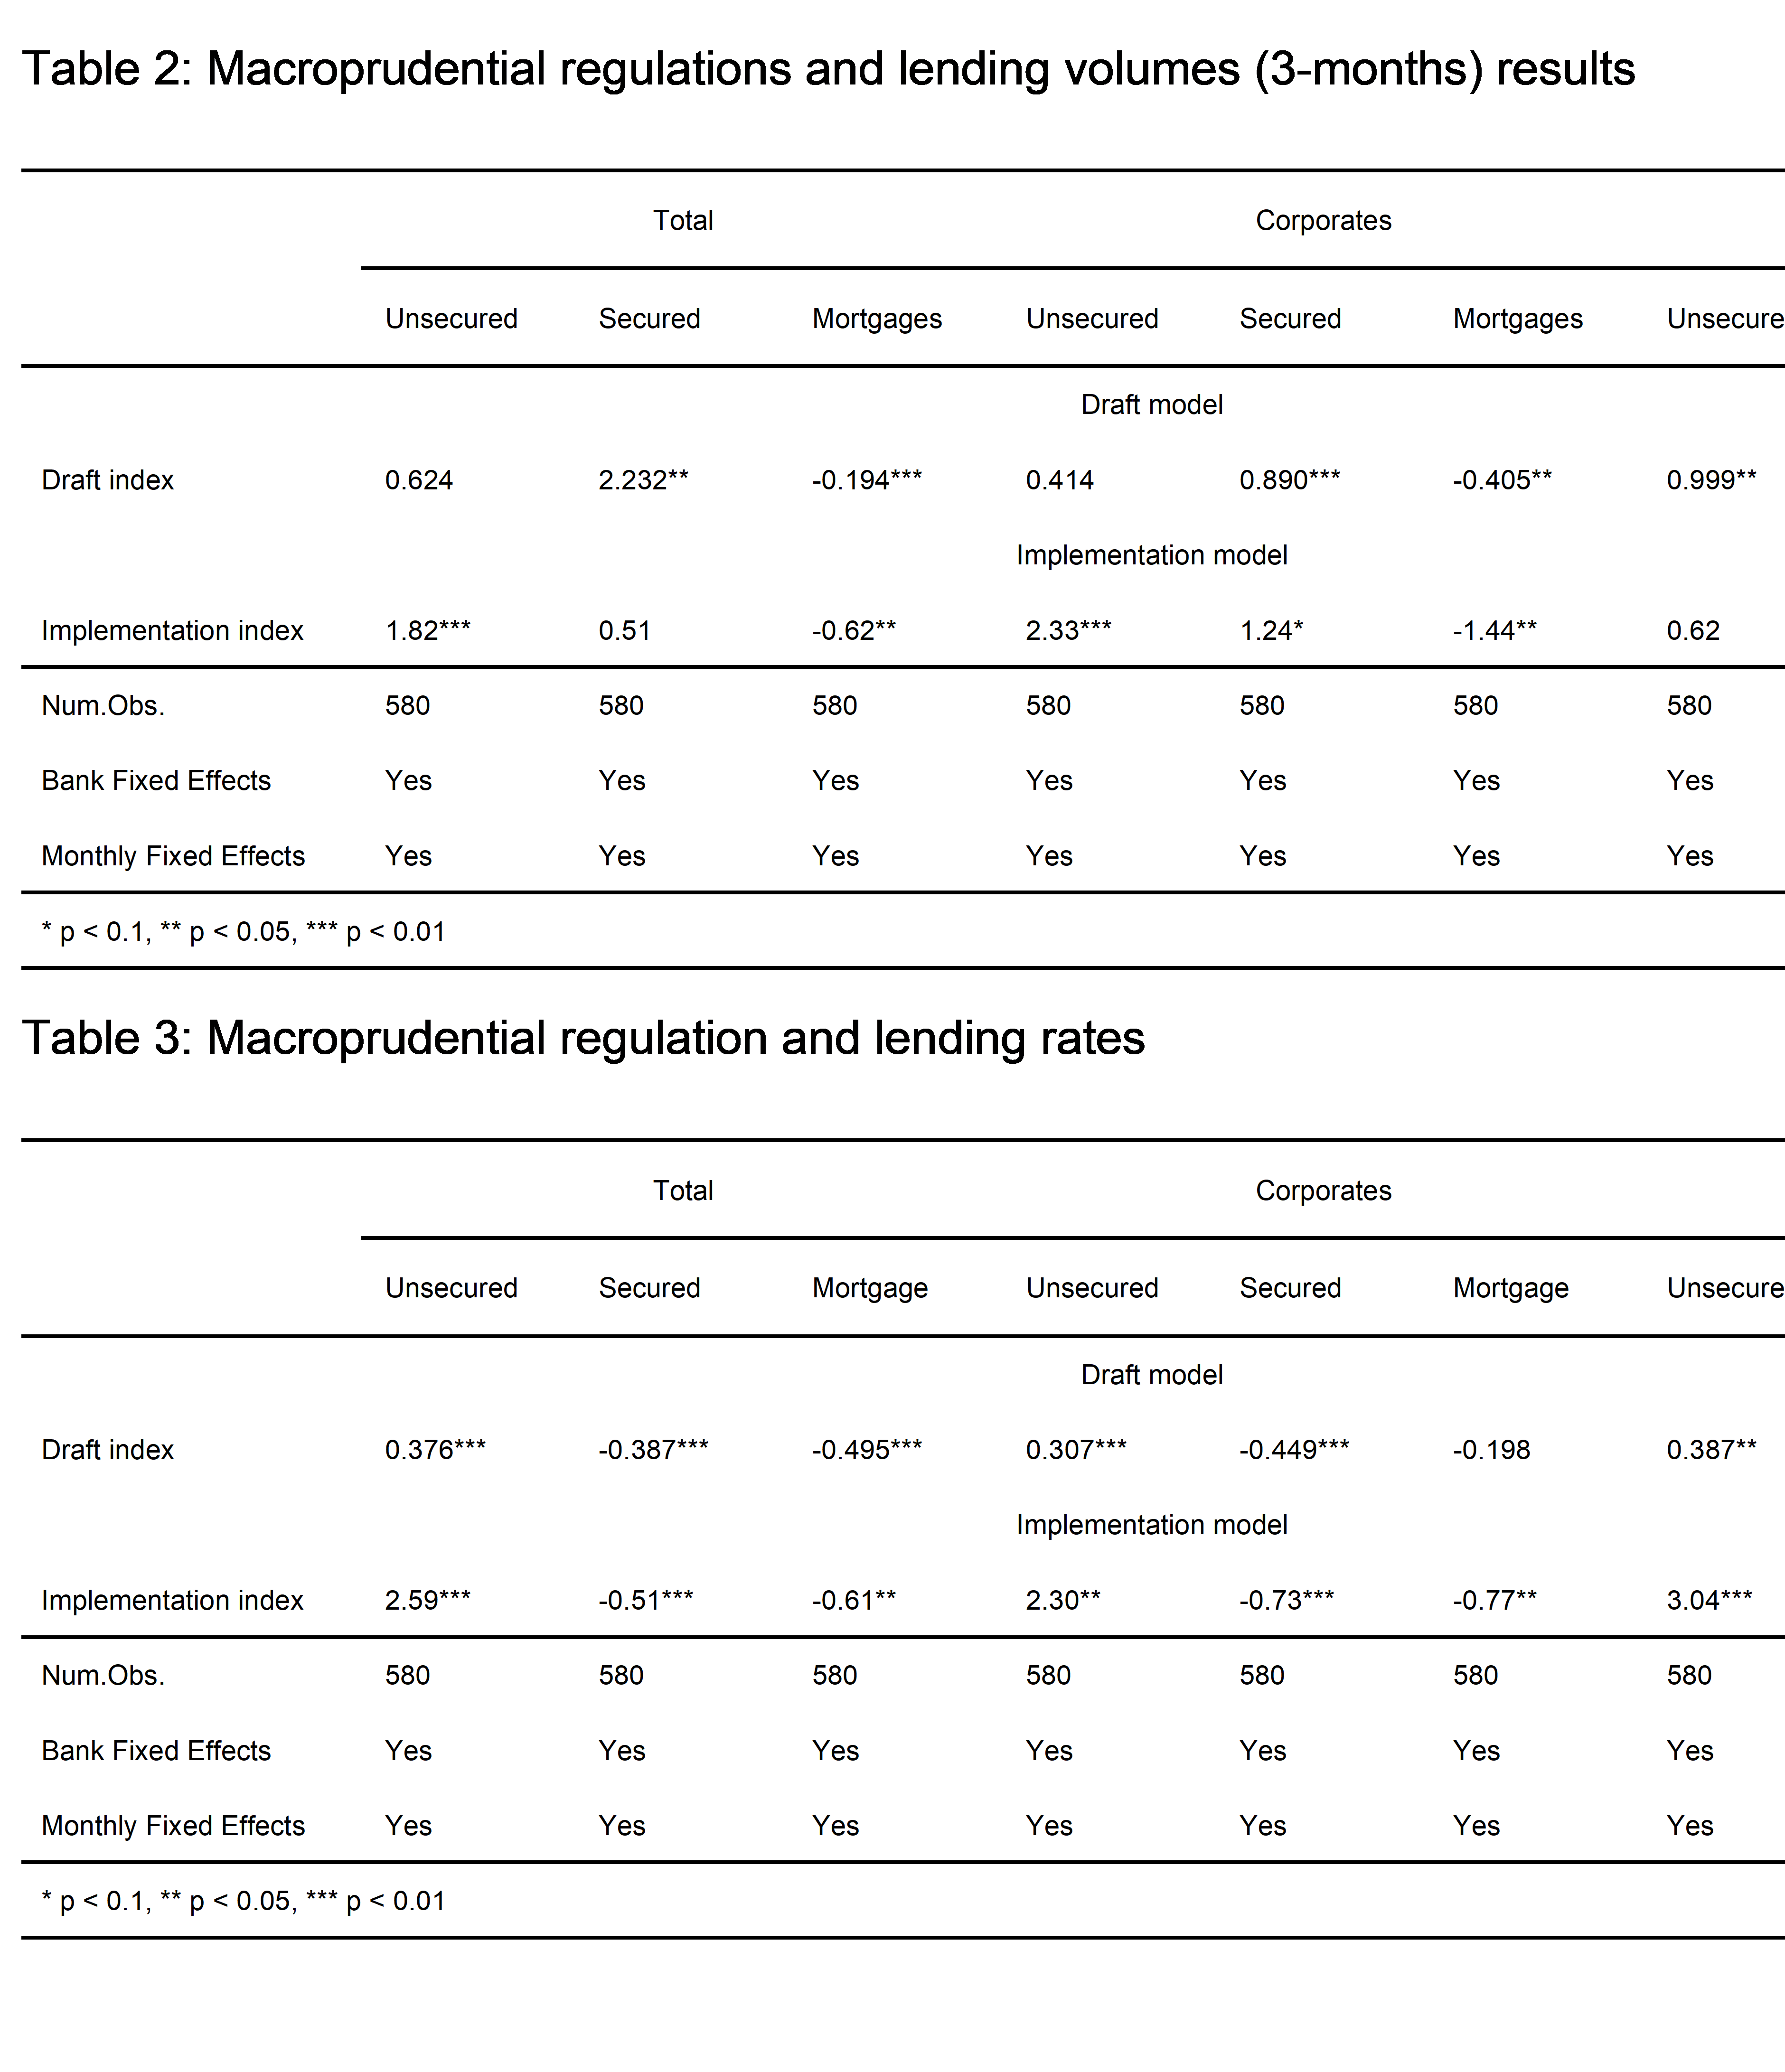 Table 2: Macroprudential regulations and lending volumes (3-months) results
Total Corporates
Unsecured Secured Mortgages Unsecured Secured Mortgages Unsecure
Draft model
Draft index 0.624 2.232** -0.194*** 0.414 0.890*** -0.405** 0.999**
Implementation model
Implementation index 1.82*** 0.51 -0.62** 2.33*** 1.24* -1.44** 0.62
Num.Obs. 580 580 580 580 580 580 580
Bank Fixed Effects Yes Yes Yes Yes Yes Yes Yes
Monthly Fixed Effects Yes Yes Yes Yes Yes Yes Yes
* p < 0.1, ** p < 0.05, *** p < 0.01
Table 3: Macroprudential regulation and lending rates
Total Corporates
Unsecured Secured Mortgage Unsecured Secured Mortgage Unsecure
Draft model
Draft index 0.376*** -0.387*** -0.495*** 0.307*** -0.449*** -0.198 0.387**
Implementation model
Implementation index 2.59*** -0.51*** -0.61** 2.30** -0.73*** -0.77** 3.04***
Num.Obs. 580 580 580 580 580 580 580
Bank Fixed Effects Yes Yes Yes Yes Yes Yes Yes
Monthly Fixed Effects Yes Yes Yes Yes Yes Yes Yes
* p < 0.1, ** p < 0.05, *** p < 0.01